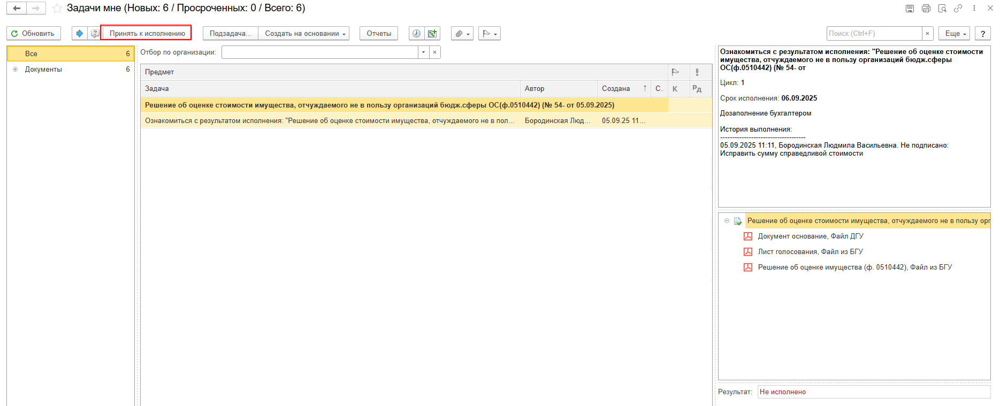 Задачи мне (Новых: 6 / Просроченных: 0 / Всего: 6)
Обновить
Принять к исполнению
Подзадача...
Создать на основании
Отчеты
Поиск (Ctrl+F)
×
Еще
?
Все 6
Документы 6
Отбор по организации:
×
Предмет
Задача Автор Создана ↑ С.. К Рд
Решение об оценке стоимости имущества, отчуждаемого не в пользу организаций бюдж.сферы ОС(ф.0510442) (№ 54- от 05.09.2025)
Ознакомиться с результатом исполнения: "Решение об оценке стоимости имущества, отчуждаемого не в пол... Бородинская Люд... 05.09.25 11...
Ознакомиться с результатом исполнения: "Решение об оценке стоимости
имущества, отчуждаемого не в пользу организаций бюдж.сферы
ОС(ф.0510442) (№ 54- от
Цикл: 1
Срок исполнения: 06.09.2025
Дозаполнение бухгалтером
История выполнения:
------------------------------------
05.09.2025 11:11, Бородинская Людмила Васильевна. Не подписано:
Исправить сумму справедливой стоимости
Решение об оценке стоимости имущества, отчуждаемого не в пользу орг
Документ основание, Файл ДГУ
Лист голосования, Файл из БГУ
Решение об оценке имущества (ф. 0510442), Файл из БГУ
Результат: Не исполнено